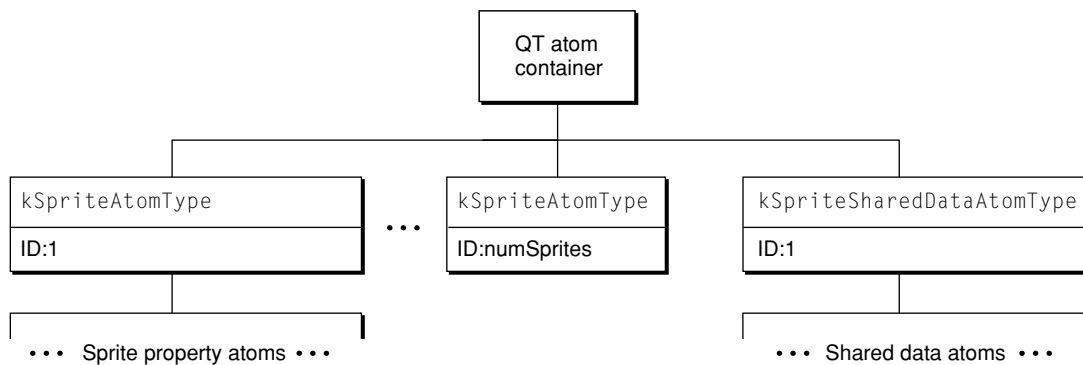 QT atom
container
kSpriteAtomType
ID:1
• • •
kSpriteAtomType
ID:numSprites
kSpriteSharedDataAtomType
ID:1
• • • Sprite property atoms • • •
• • • Shared data atoms • • •